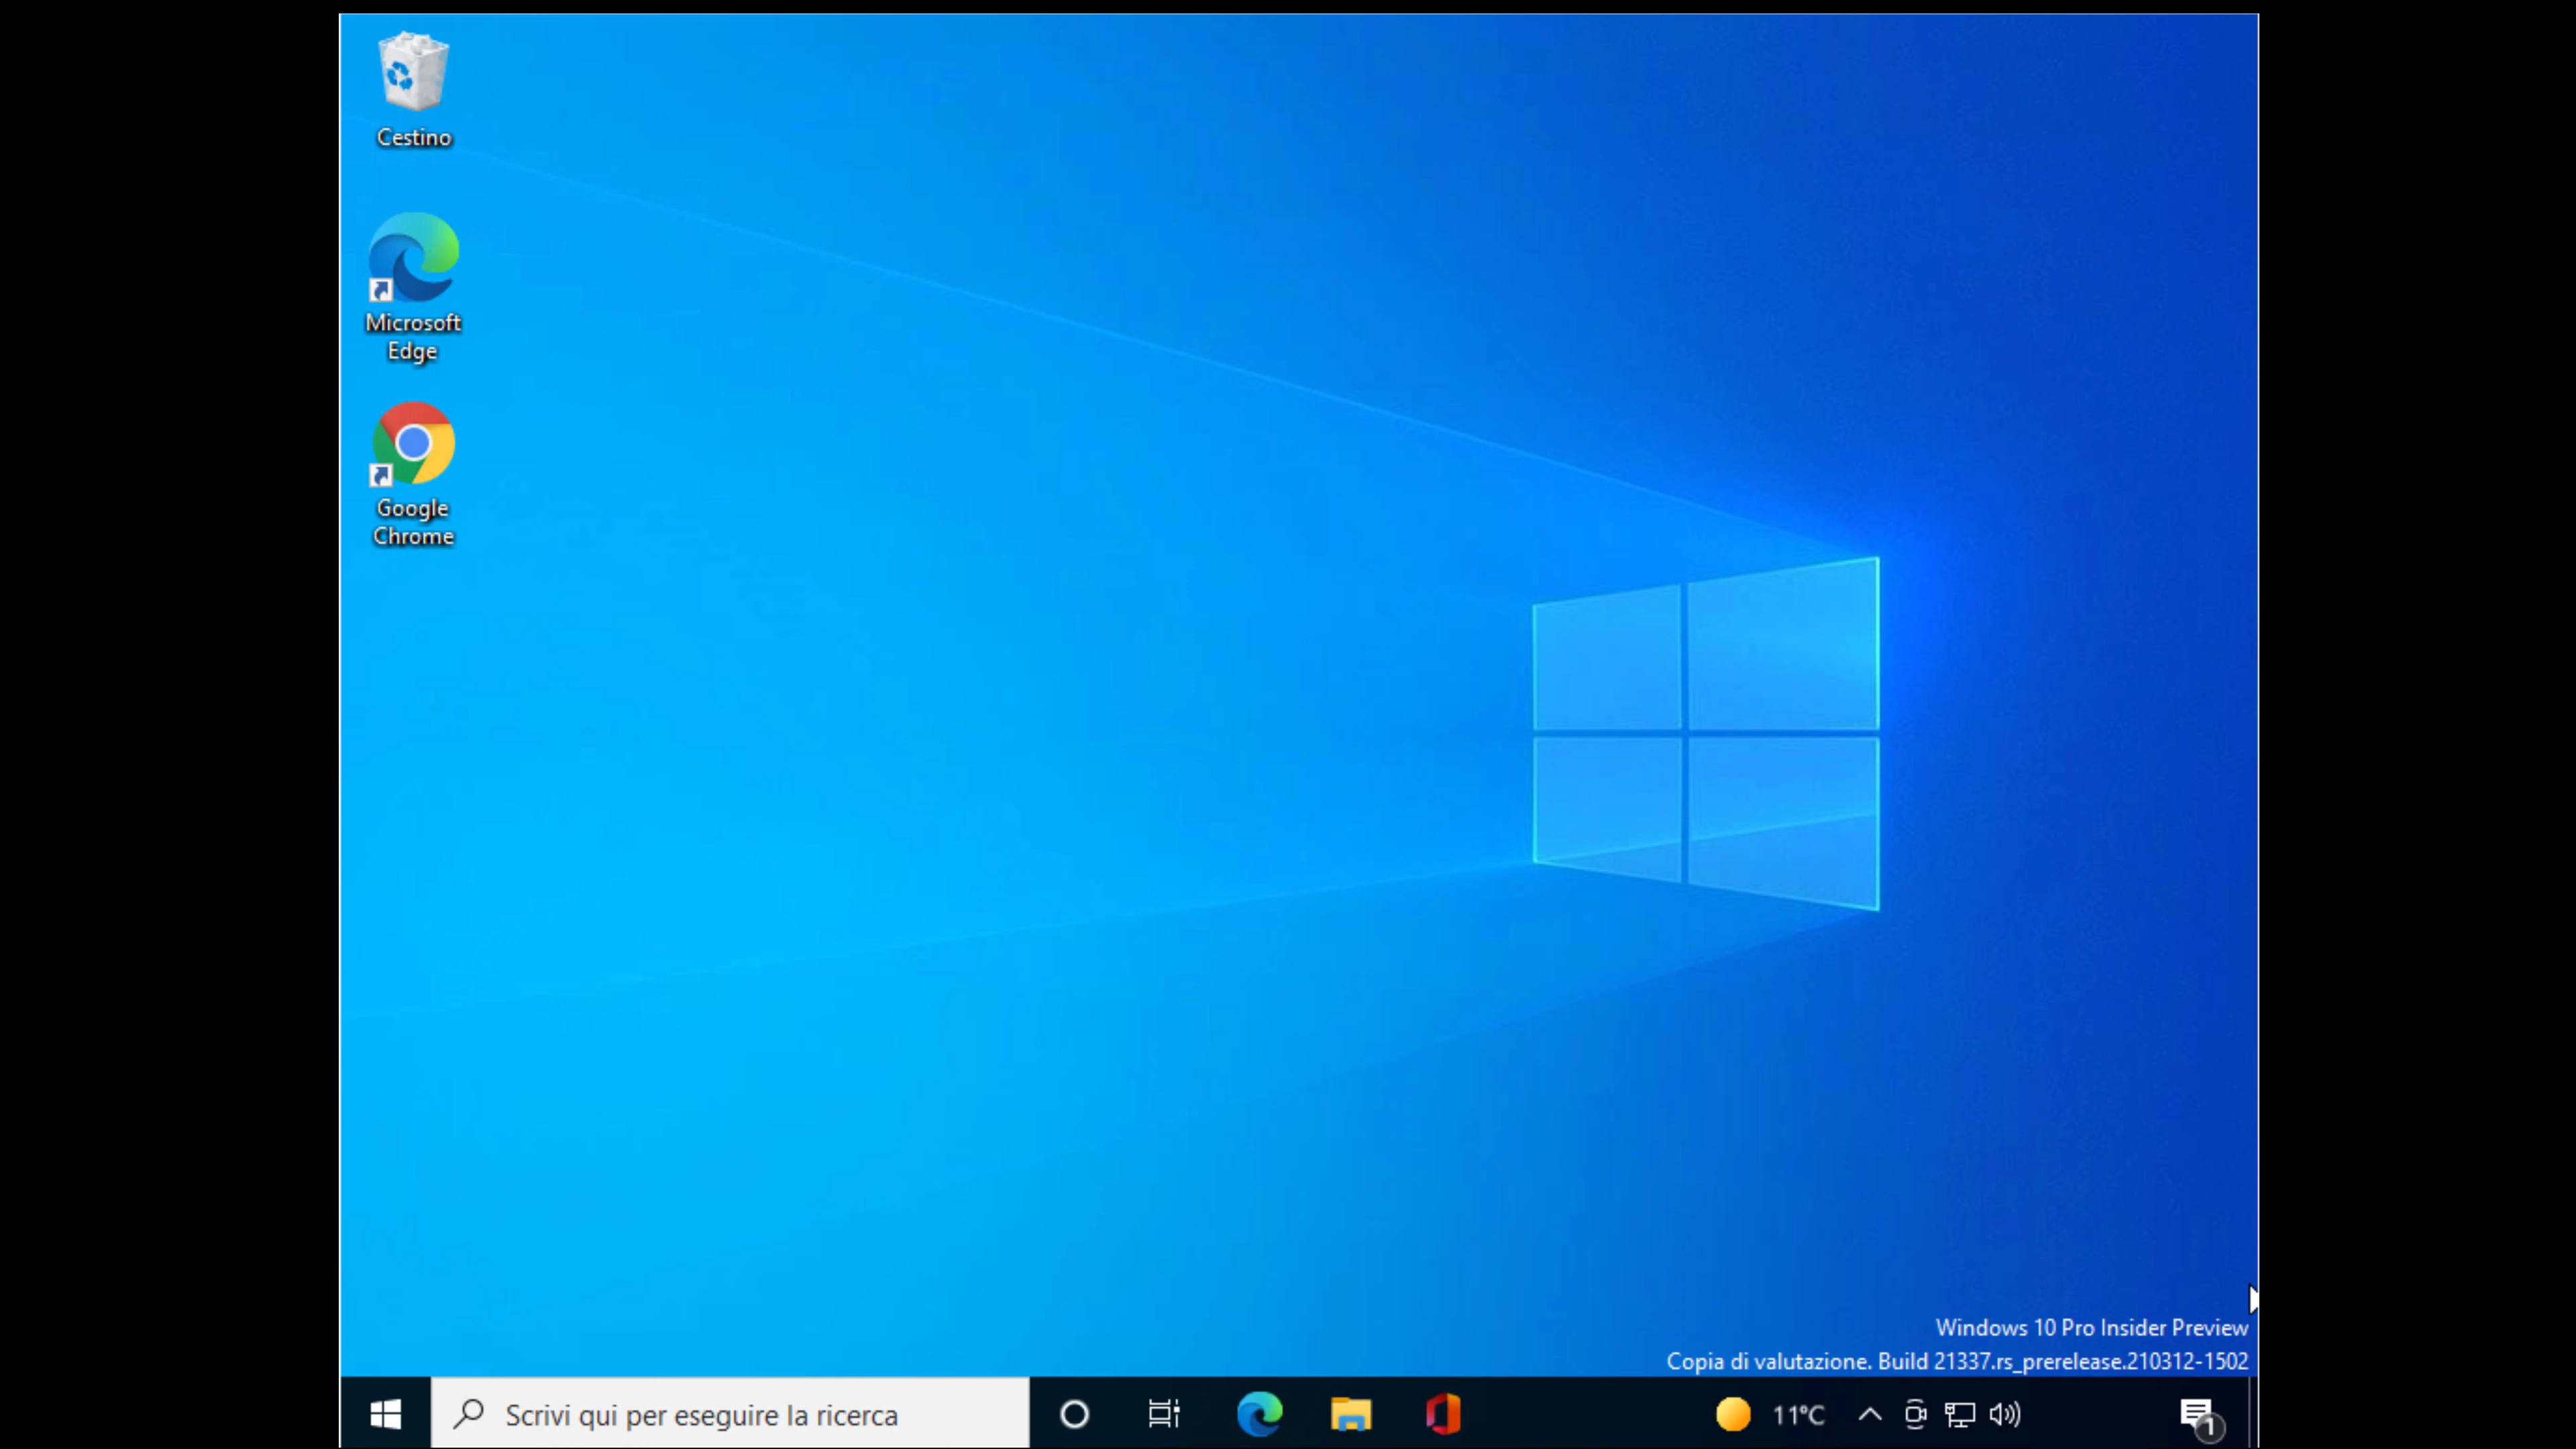 Cestino
Microsoft
Edge
Google
Chrome
Windows 10 Pro Insider Preview
Copia di valutazione. Build 21337.rs_prerelease.210312-1502
Scrivi qui per eseguire la ricerca
11°C
1